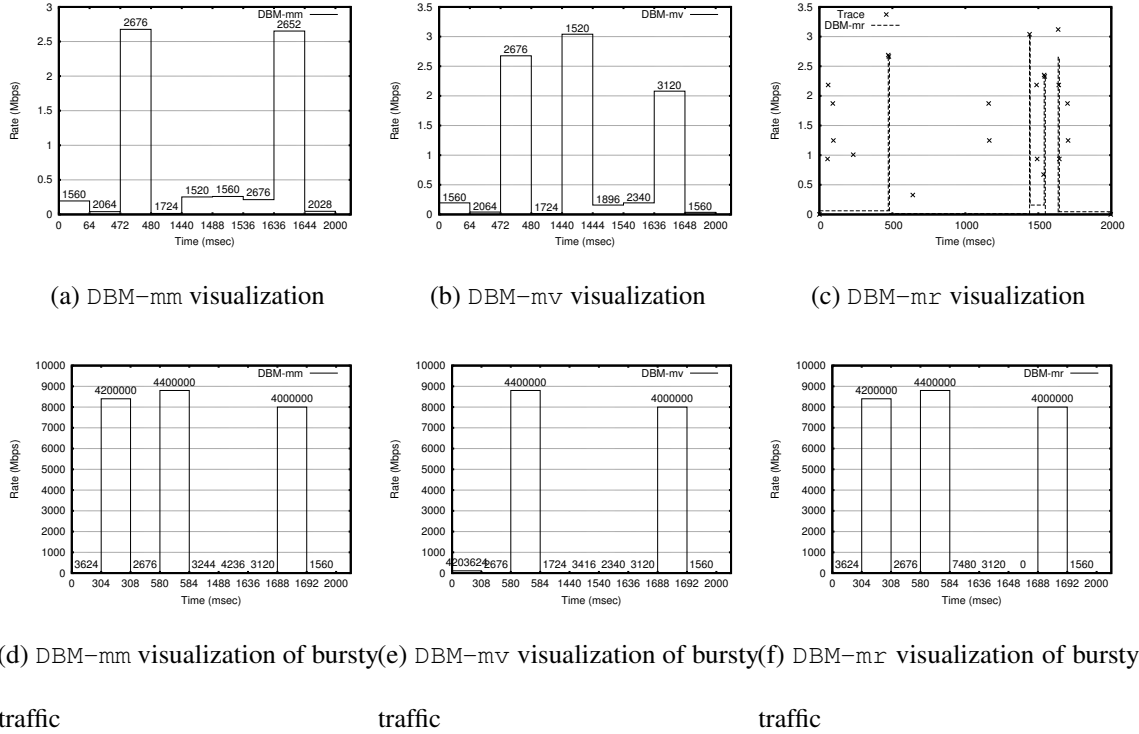 DBM-mm
3
2.5
2
1.5
1
0.5
0
Rate (Mbps)
1560 2064 2676 1724 1520 1560 2676 2652 2028
0 64 472 480 1440 1488 1536 1636 1644 2000
Time (msec)
(a) DBM-mm visualization
DBM-mv
3.5
3
2.5
2
1.5
1
0.5
0
Rate (Mbps)
1560 2064 2676 1724 1520 1896 2340 3120 1560
0 64 472 480 1440 1444 1540 1636 1648 2000
Time (msec)
(b) DBM-mv visualization
Trace
DBM-mr
3.5
3
2.5
2
1.5
1
0.5
0
Rate (Mbps)
0 500 1000 1500 2000
Time (msec)
(c) DBM-mr visualization
DBM-mm
10000
9000
8000
7000
6000
5000
4000
3000
2000
1000
0
Rate (Mbps)
3624 4200000 2676 4400000 3244 4236 3120 4000000 1560
0 304 308 580 584 1488 1636 1688 1692 2000
Time (msec)
(d) DBM-mm visualization of bursty
traffic
DBM-mv
10000
9000
8000
7000
6000
5000
4000
3000
2000
1000
0
Rate (Mbps)
4203624 2676 4400000 1724 3416 2340 3120 4000000 1560
0 308 580 584 1440 1540 1636 1688 1692 2000
Time (msec)
(e) DBM-mv visualization of bursty
traffic
DBM-mr
10000
9000
8000
7000
6000
5000
4000
3000
2000
1000
0
Rate (Mbps)
3624 4200000 2676 4400000 7480 3120 0 4000000 1560
0 304 308 580 584 1636 1648 1688 1692 2000
Time (msec)
(f) DBM-mr visualization of bursty
traffic